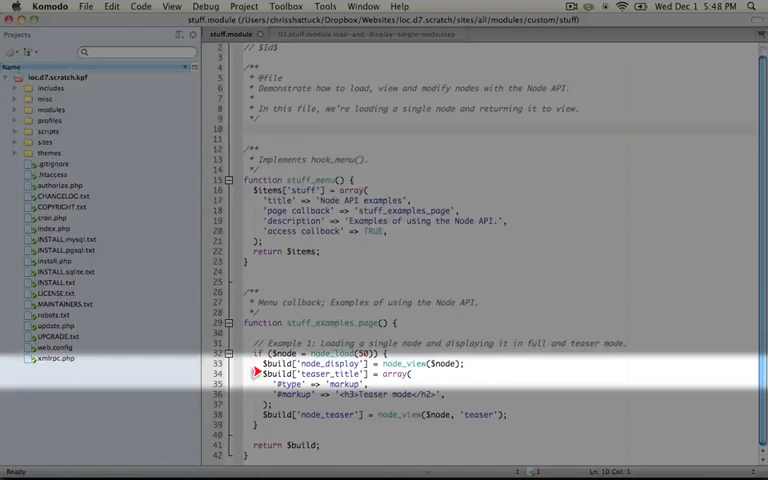 Komodo File Edit Code View Debug Project Toolbox Tools Window Help Wed Dec 1 5:48 PM
stuff.module (/Users/chrisshattuck/Dropbox/Websites/loc.d7.scratch/sites/all/modules/custom/stuff)
Projects
stuff.module
01.stuff.module.load-and-display-single-node.step
Name
loc.d7.scratch.kpf
includes
misc
modules
profiles
scripts
sites
themes
.gitignore
.htaccess
authorize.php
CHANGELOG.txt
COPYRIGHT.txt
cron.php
index.php
INSTALL.mysql.txt
INSTALL.pgsql.txt
install.php
INSTALL.sqlite.txt
INSTALL.txt
LICENSE.txt
MAINTAINERS.txt
robots.txt
update.php
UPGRADE.txt
web.config
xmlrpc.php
2 // $Id$
3
4 /**
5 * @file
6 * Demonstrate how to load, view and modify nodes with the Node API.
7 *
8 * In this file, we're loading a single node and returning it to view.
9 */
10
11
12 /**
13 * Implements hook_menu().
14 */
15 function stuff_menu() {
16 $items['stuff'] = array(
17 'title' => 'Node API examples',
18 'page callback' => 'stuff_examples_page',
19 'description' => 'Examples of using the Node API.',
20 'access callback' => TRUE,
21 );
22 return $items;
23 }
24
25
26 /**
27 * Menu callback; Examples of using the Node API.
28 */
29 function stuff_examples_page() {
30
31 // Example 1: Loading a single node and displaying it in full and teaser mode.
32 if ($node = node_load(50)) {
33 $build['node_display'] = node_view($node);
34 $build['teaser_title'] = array(
35 '#type' => 'markup',
36 '#markup' => '<h3>Teaser mode</h2>',
37 );
38 $build['node_teaser'] = node_view($node, 'teaser');
39 }
40
41 return $build;
42 }
Ready
Ln: 10 Col: 1